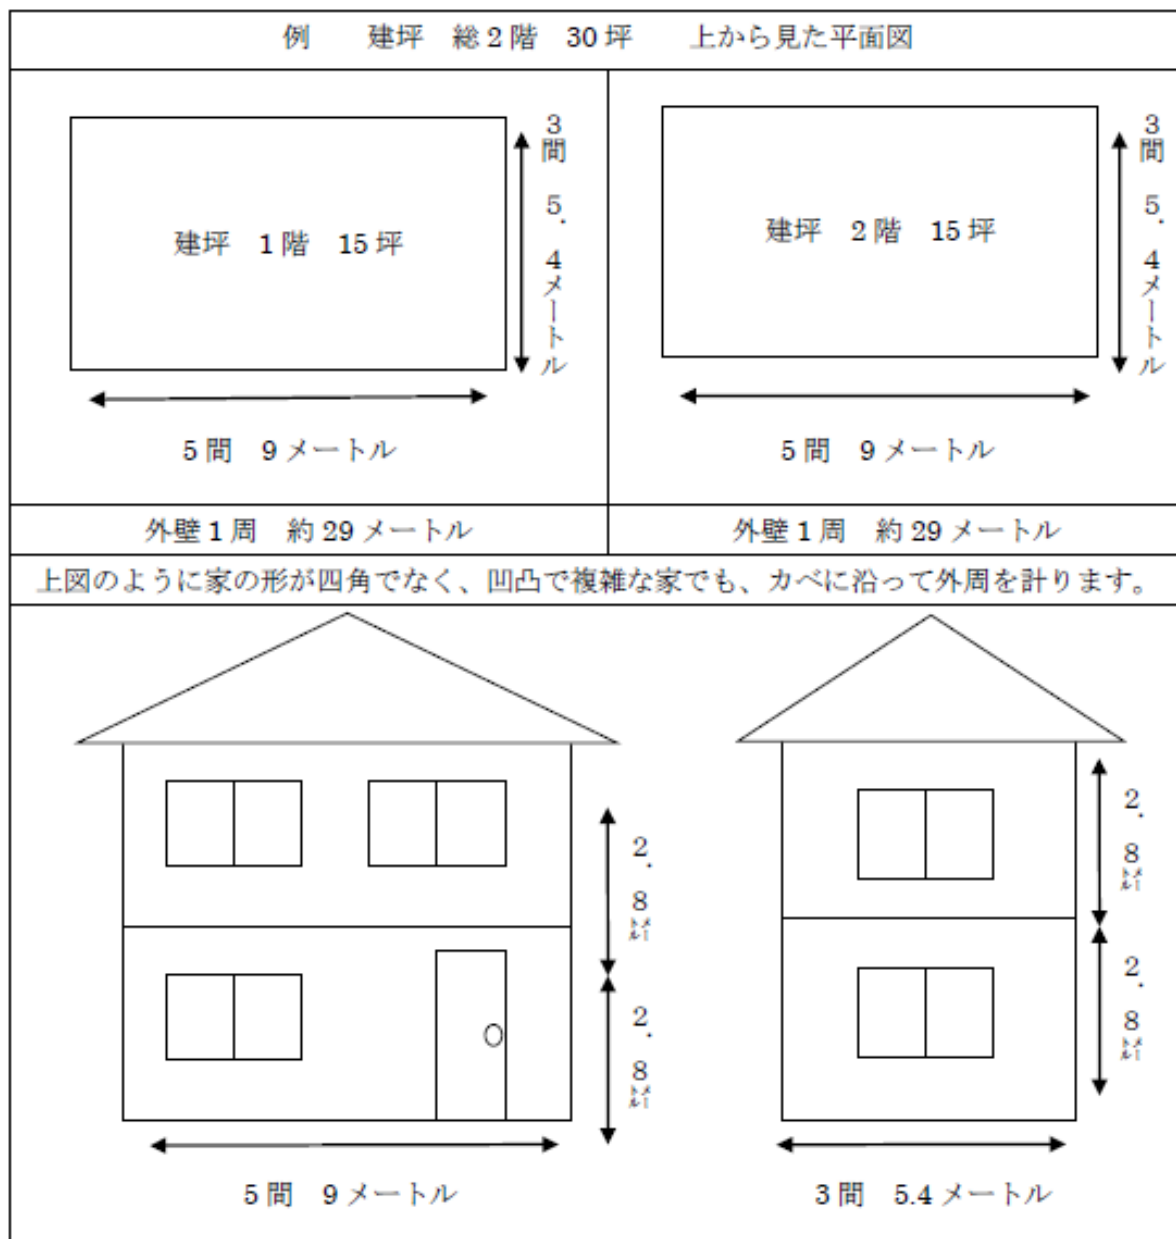 例　　建坪　総2階　30坪　　上から見た平面図
建坪　1階　15坪
3間　5.4メートル
5間　9メートル
建坪　2階　15坪
3間　5.4メートル
5間　9メートル
外壁1周　約29メートル
外壁1周　約29メートル
上図のように家の形が四角でなく、凹凸で複雑な家でも、カベに沿って外周を計ります。
2.8メートル
2.8メートル
5間　9メートル
2.8メートル
2.8メートル
3間　5.4メートル